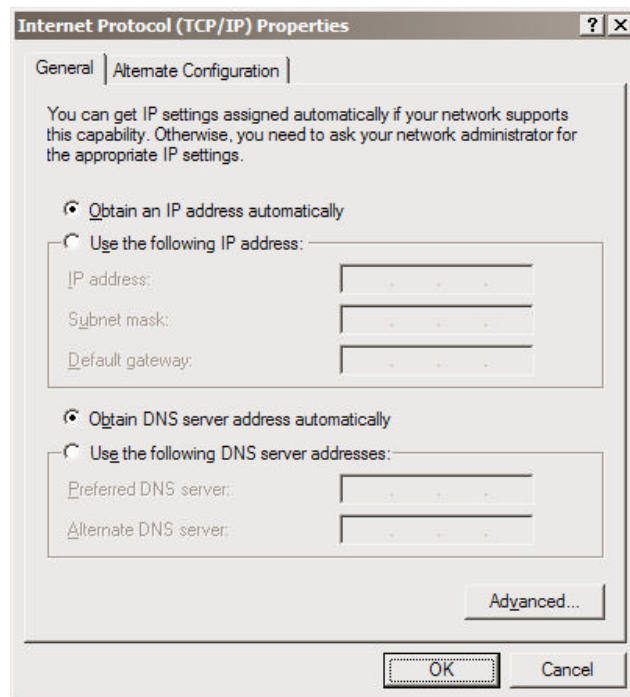 Internet Protocol (TCP/IP) Properties
General
Alternate Configuration
You can get IP settings assigned automatically if your network supports
this capability. Otherwise, you need to ask your network administrator for
the appropriate IP settings.
Obtain an IP address automatically
Use the following IP address:
IP address:
Subnet mask:
Default gateway:
Obtain DNS server address automatically
Use the following DNS server addresses:
Preferred DNS server:
Alternate DNS server:
Advanced...
OK
Cancel